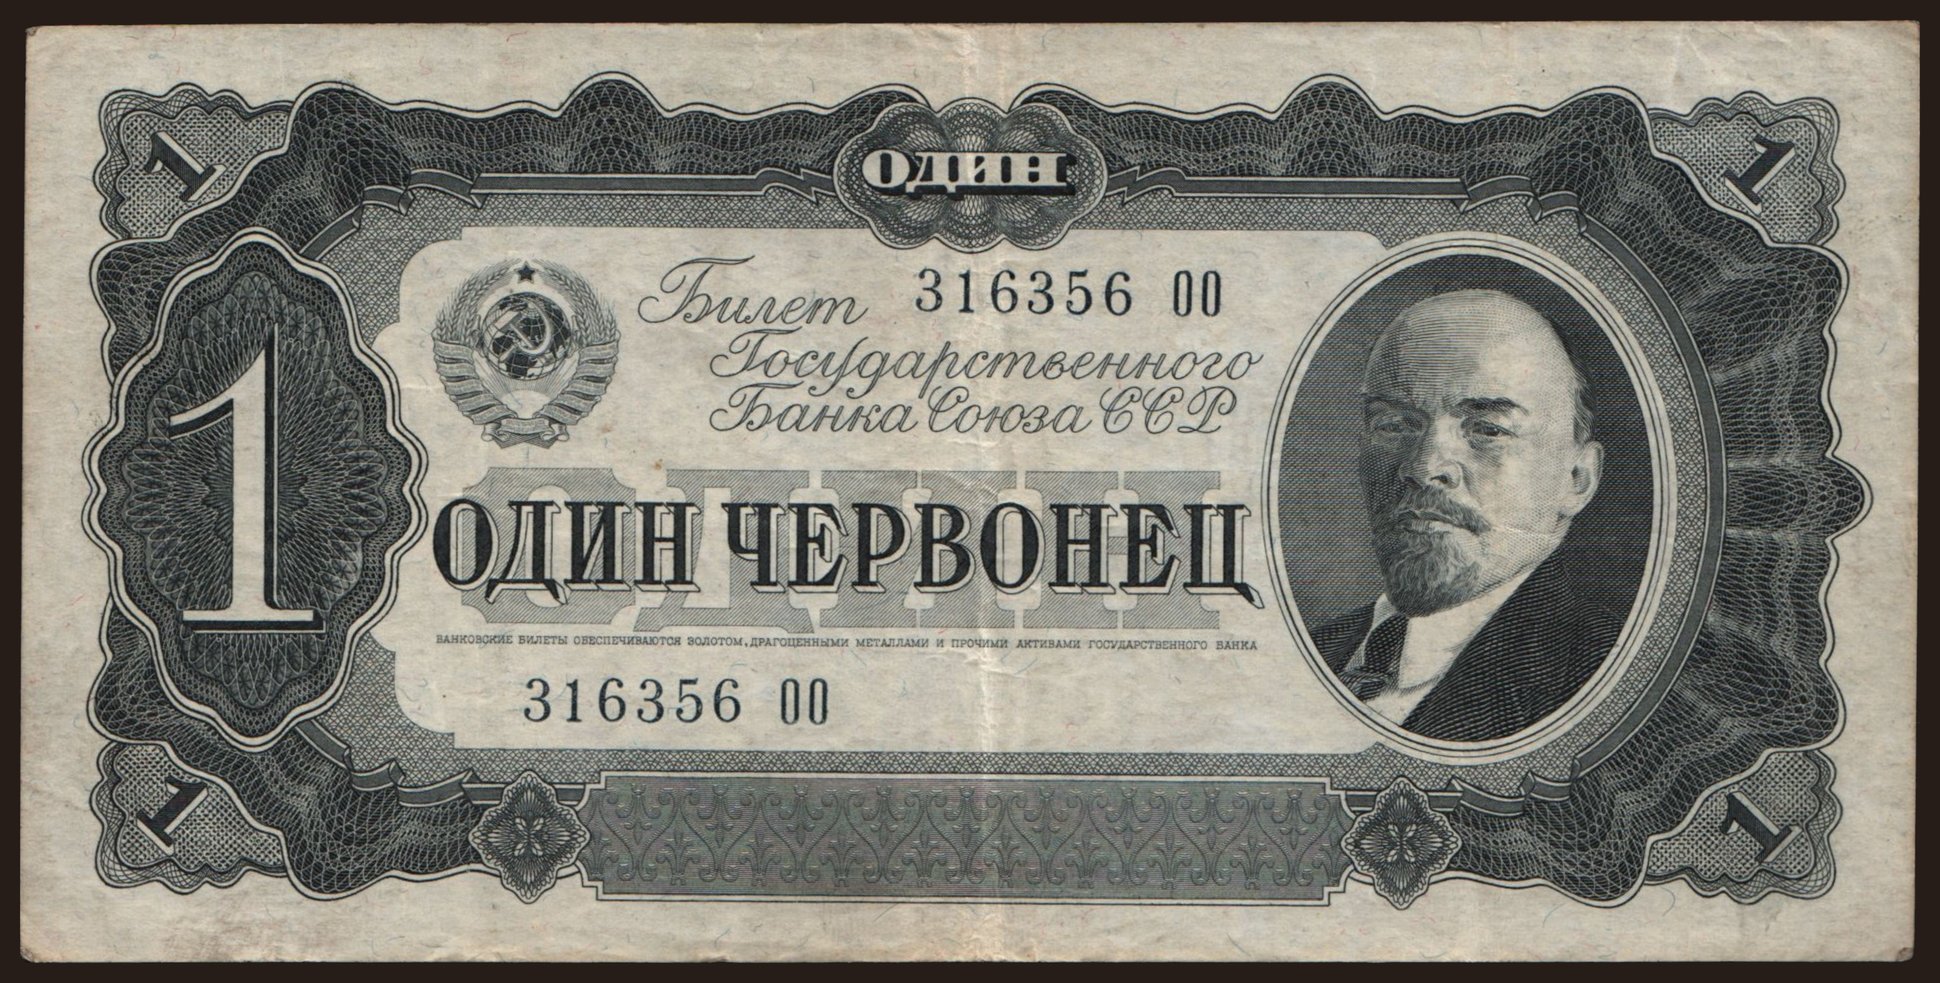 1 ОДИН 1
Билет 316356 00
Государственного
Банка Союза ССР
1
ОДИН
ОДИН ЧЕРВОНЕЦ
БАНКОВСКИЕ БИЛЕТЫ ОБЕСПЕЧИВАЮТСЯ ЗОЛОТОМ, ДРАГОЦЕННЫМИ МЕТАЛЛАМИ И ПРОЧИМИ АКТИВАМИ ГОСУДАРСТВЕННОГО БАНКА
316356 00
1 1